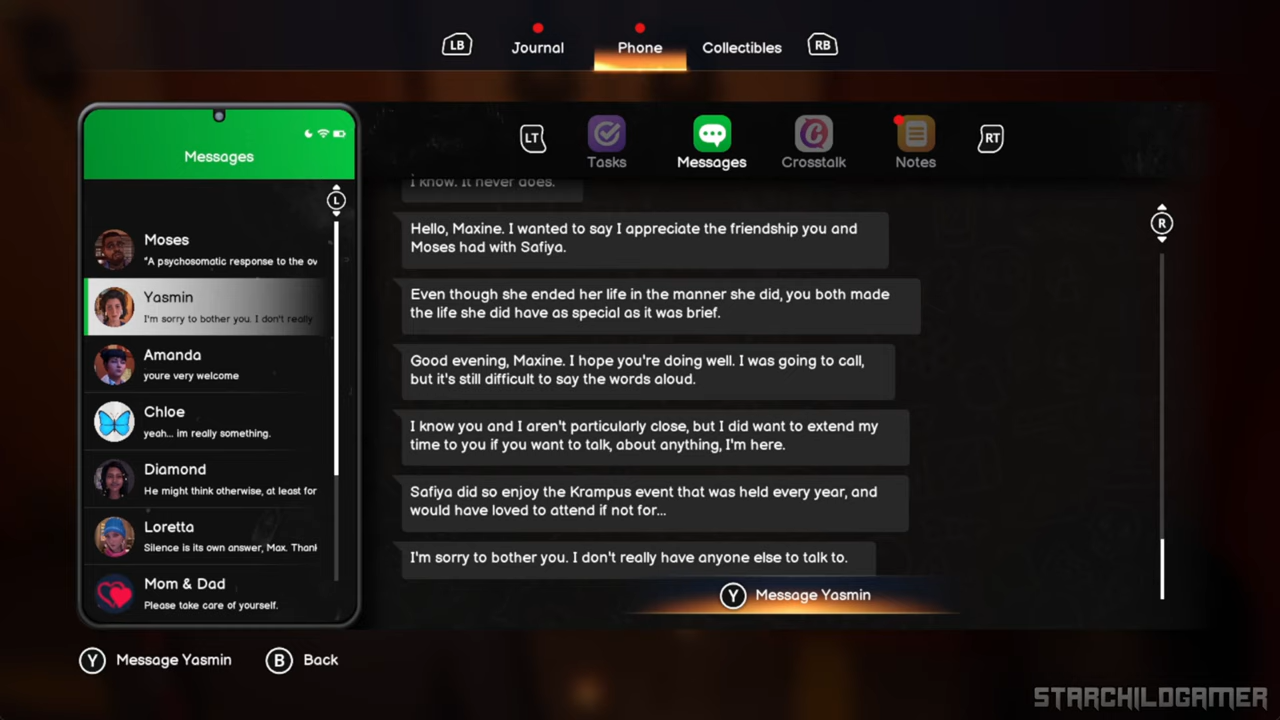 LB
Journal
Phone
Collectibles
RB
Messages
LT
Tasks
Messages
Crosstalk
Notes
RT
L
R
Moses
"A psychosomatic response to the ov
Yasmin
I'm sorry to bother you. I don't really
Amanda
youre very welcome
Chloe
yeah... im really something.
Diamond
He might think otherwise, at least for
Loretta
Silence is its own answer, Max. Thank
Mom & Dad
Please take care of yourself.
I know. It never does.
Hello, Maxine. I wanted to say I appreciate the friendship you and
Moses had with Safiya.
Even though she ended her life in the manner she did, you both made
the life she did have as special as it was brief.
Good evening, Maxine. I hope you're doing well. I was going to call,
but it's still difficult to say the words aloud.
I know you and I aren't particularly close, but I did want to extend my
time to you if you want to talk, about anything, I'm here.
Safiya did so enjoy the Krampus event that was held every year, and
would have loved to attend if not for...
I'm sorry to bother you. I don't really have anyone else to talk to.
Y Message Yasmin
Y Message Yasmin
B Back
STARCHILDGAMER